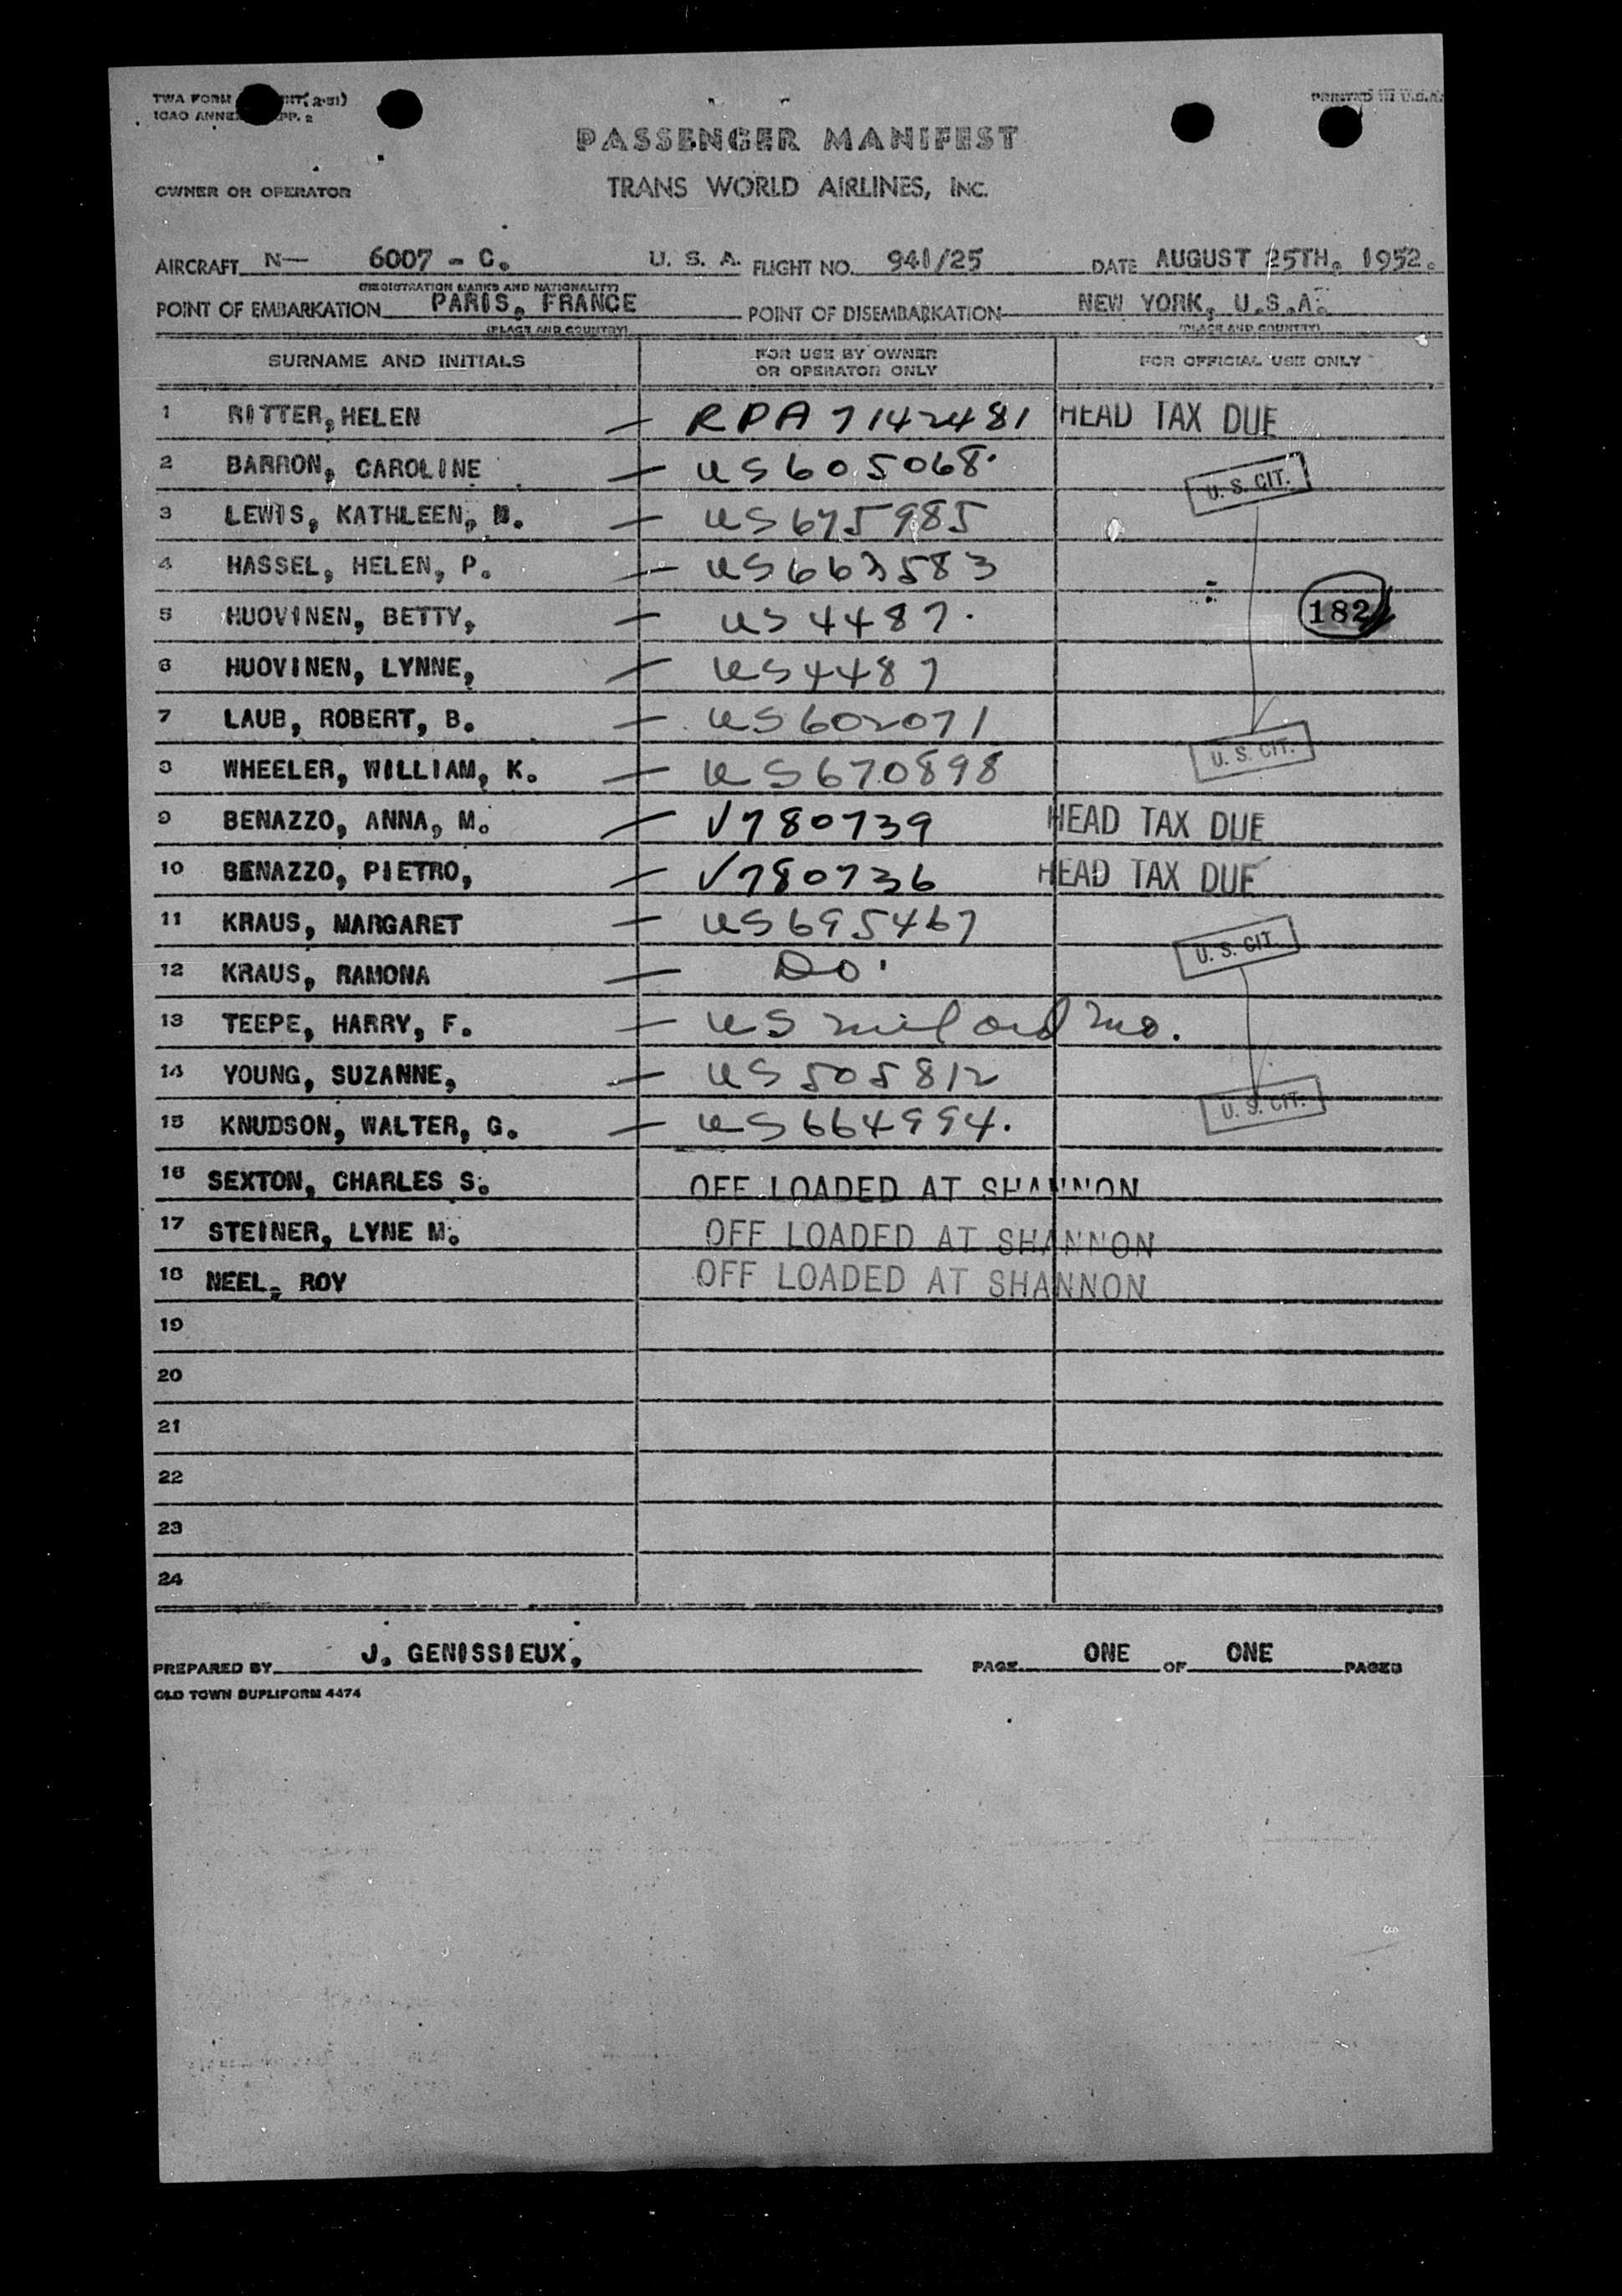 PRINTED IN U.S.A.
PASSENGER MANIFEST
OWNER OR OPERATOR TRANS WORLD AIRLINES, INC.
AIRCRAFT N— 6007 - C. U. S. A. FLIGHT NO. 941/25 DATE AUGUST 25TH. 1952.
(REGISTRATION MARKS AND NATIONALITY)
POINT OF EMBARKATION PARIS, FRANCE POINT OF DISEMBARKATION NEW YORK, U.S.A.
(PLACE AND COUNTRY) (PLACE AND COUNTRY)
SURNAME AND INITIALS FOR USE BY OWNER OR OPERATOR ONLY FOR OFFICIAL USE ONLY
1 RITTER, HELEN — RPA 7142481 HEAD TAX DUE
2 BARRON, CAROLINE — US605068. U. S. CIT.
3 LEWIS, KATHLEEN, — US675985
4 HASSEL, HELEN, P. — US663583
5 HUOVINEN, BETTY, — US4487. 182
6 HUOVINEN, LYNNE, — US4487
7 LAUB, ROBERT, B. — US602071
8 WHEELER, WILLIAM, K. — US670898 U. S. CIT.
9 BENAZZO, ANNA, M. — V780739 HEAD TAX DUE
10 BENAZZO, PIETRO, — V780736 HEAD TAX DUE
11 KRAUS, MARGARET — US695467 U. S. CIT.
12 KRAUS, RAMONA — Do.
13 TEEPE, HARRY, F. — US mil ord mo.
14 YOUNG, SUZANNE, — US505812
15 KNUDSON, WALTER, G. — US664994. U. S. CIT.
16 SEXTON, CHARLES S. OFF LOADED AT SHANNON
17 STEINER, LYNE M. OFF LOADED AT SHANNON
18 NEEL, ROY OFF LOADED AT SHANNON
19
20
21
22
23
24
PREPARED BY J. GENISSIEUX, PAGE ONE OF ONE PAGES
OLD TOWN DUPLIFORM 4474